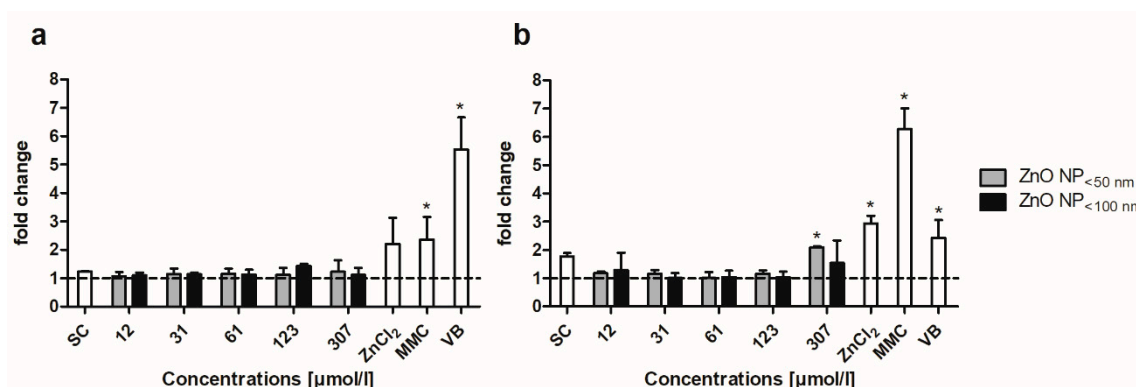 a
b
8
7
6
5
4
3
2
1
0
fold change
*
*
SC
12
31
61
123
307
ZnCl₂
MMC
VB
Concentrations [µmol/l]
8
7
6
5
4
3
2
1
0
fold change
*
*
*
*
SC
12
31
61
123
307
ZnCl₂
MMC
VB
Concentrations [µmol/l]
ZnO NP<50 nm
ZnO NP<100 nm